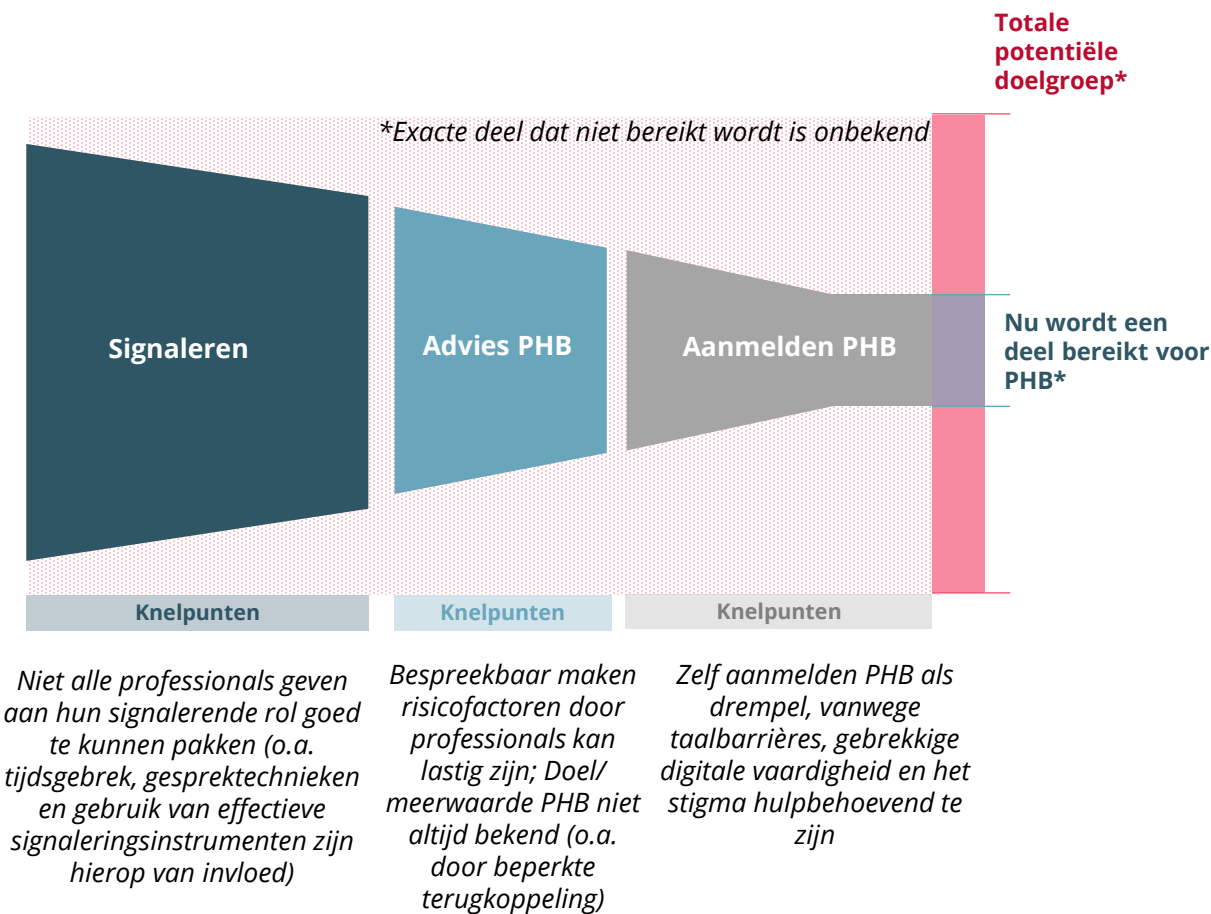 Totale
potentiële
doelgroep*
*Exacte deel dat niet bereikt wordt is onbekend
Signaleren
Advies PHB
Aanmelden PHB
Nu wordt een
deel bereikt voor
PHB*
Knelpunten
Knelpunten
Knelpunten
Niet alle professionals geven
aan hun signalerende rol goed
te kunnen pakken (o.a.
tijdsgebrek, gesprektechnieken
en gebruik van effectieve
signaleringsinstrumenten zijn
hierop van invloed)
Bespreekbaar maken
risicofactoren door
professionals kan
lastig zijn; Doel/
meerwaarde PHB niet
altijd bekend (o.a.
door beperkte
terugkoppeling)
Zelf aanmelden PHB als
drempel, vanwege
taalbarrières, gebrekkige
digitale vaardigheid en het
stigma hulpbehoevend te
zijn